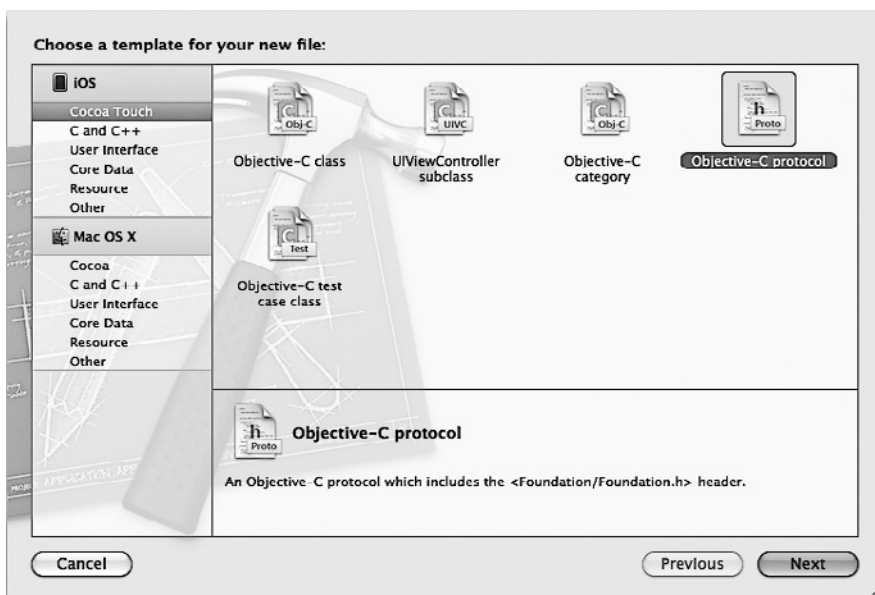 Choose a template for your new file:
iOS
Cocoa Touch
C and C++
User Interface
Core Data
Resource
Other
Mac OS X
Cocoa
C and C++
User Interface
Core Data
Resource
Other
C
Obj-C
Objective-C class
C
UIVC
UIViewController
subclass
C
Obj-C
Objective-C
category
h
Proto
Objective-C protocol
C
Test
Objective-C test
case class
h
Proto
Objective-C protocol
An Objective-C protocol which includes the <Foundation/Foundation.h> header.
Cancel
Previous
Next